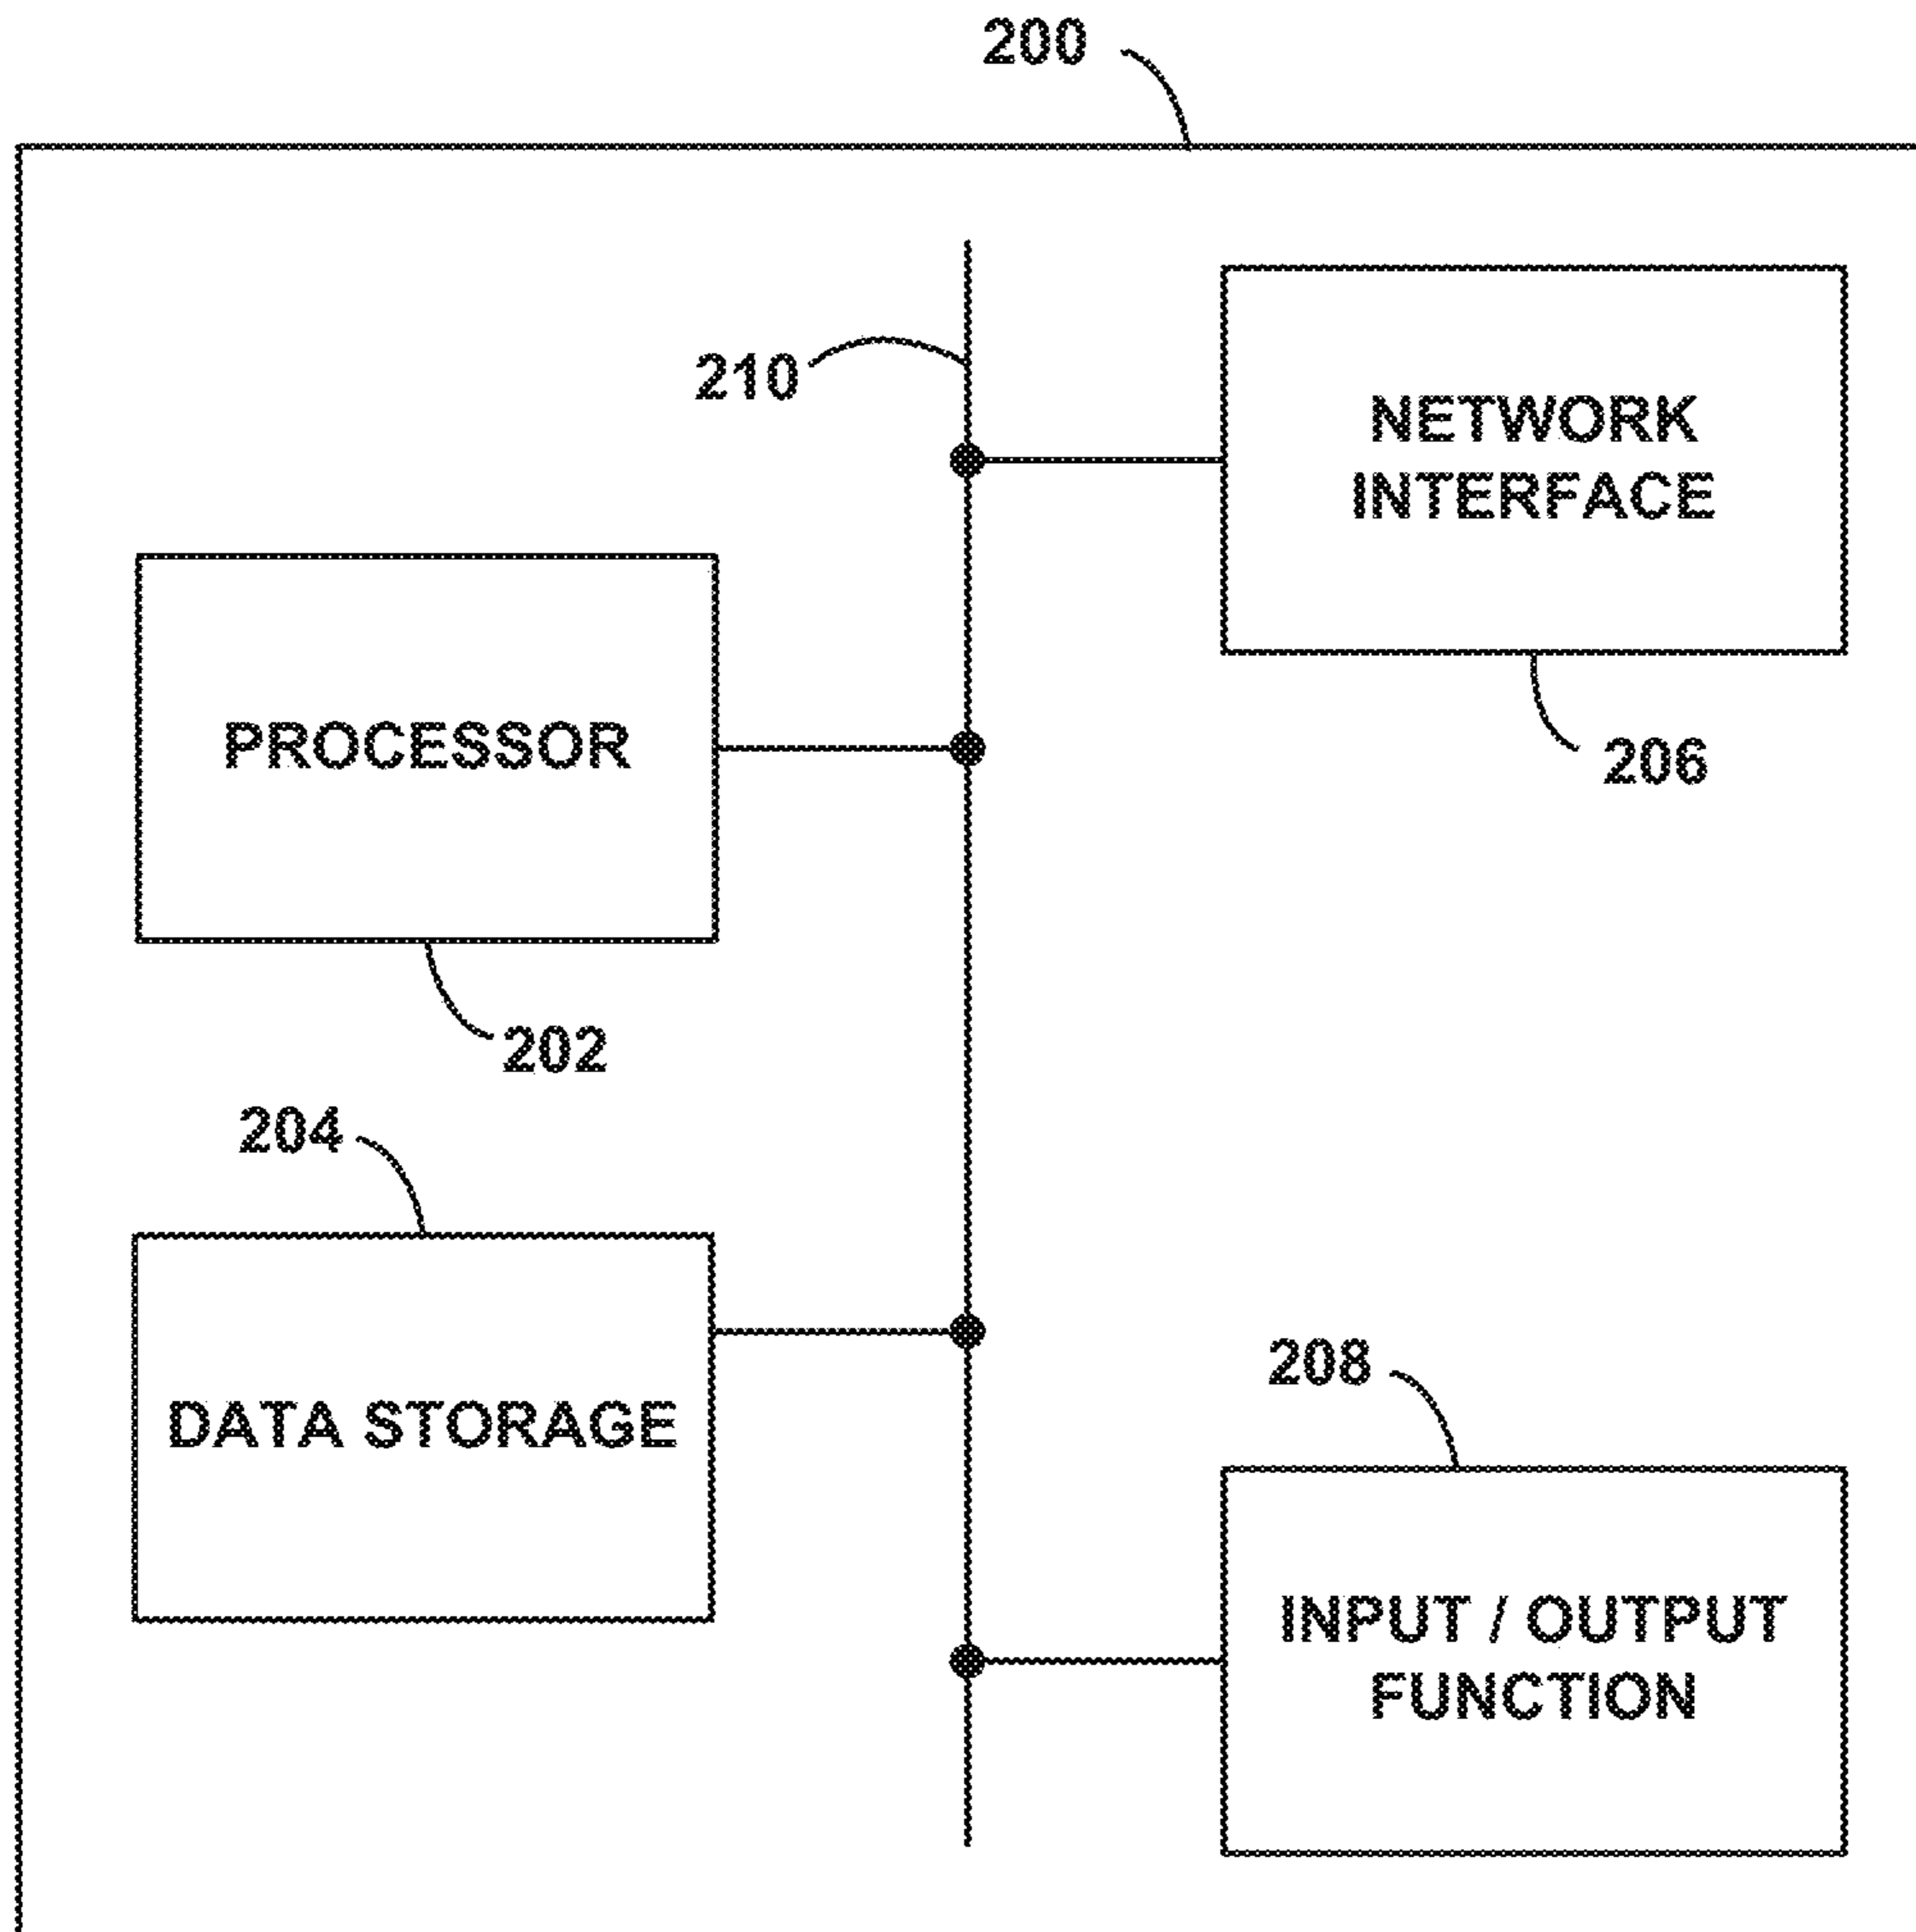 200
210
NETWORK
INTERFACE
206
PROCESSOR
202
204
DATA STORAGE
208
INPUT / OUTPUT
FUNCTION